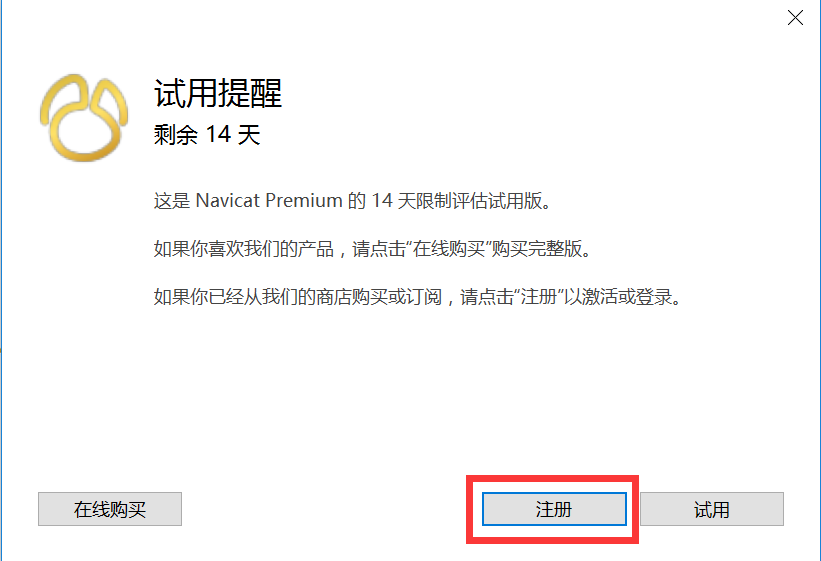 试用提醒
剩余 14 天
这是 Navicat Premium 的 14 天限制评估试用版。
如果你喜欢我们的产品，请点击“在线购买”购买完整版。
如果你已经从我们的商店购买或订阅，请点击“注册”以激活或登录。
在线购买
注册
试用